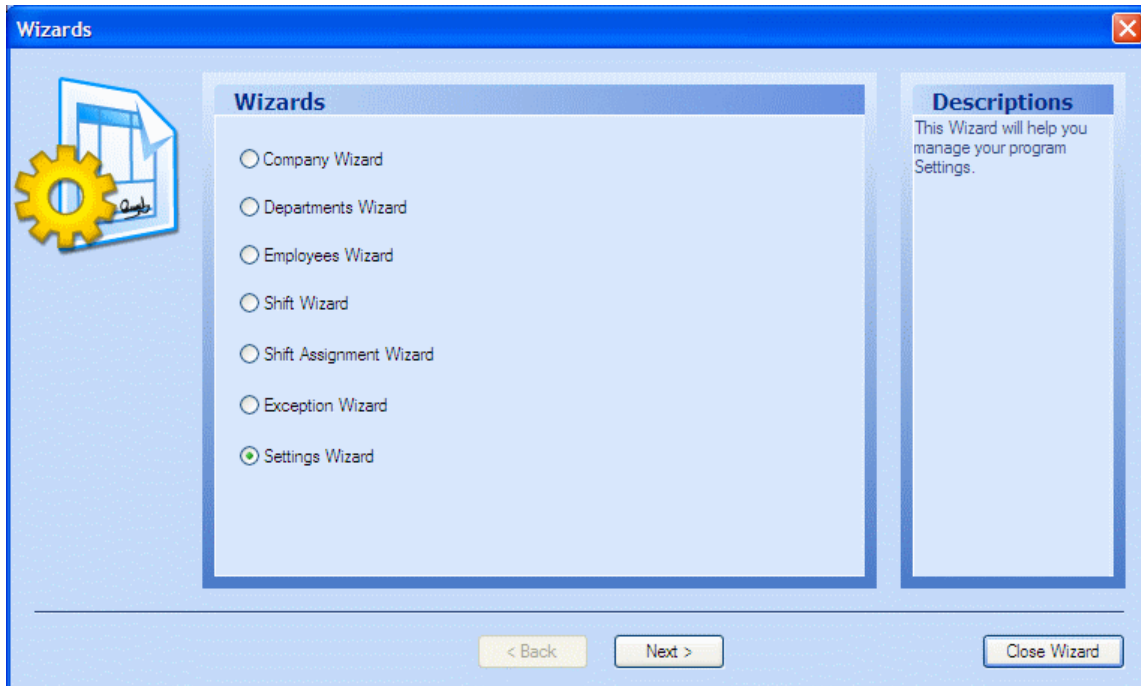 Wizards
Wizards
Company Wizard
Departments Wizard
Employees Wizard
Shift Wizard
Shift Assignment Wizard
Exception Wizard
Settings Wizard
Descriptions
This Wizard will help you
manage your program
Settings.
< Back
Next >
Close Wizard